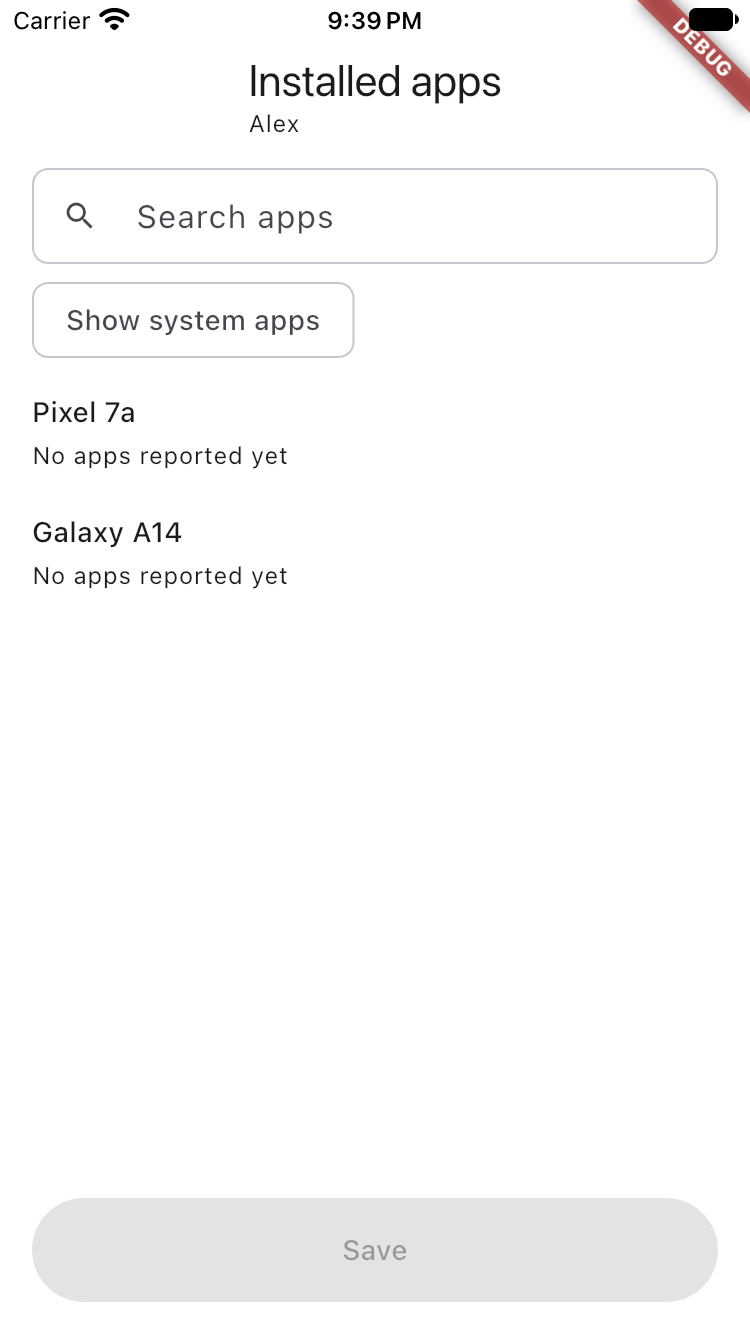 Carrier 9:39 PM
DEBUG
Installed apps
Alex
Search apps
Show system apps
Pixel 7a
No apps reported yet
Galaxy A14
No apps reported yet
Save